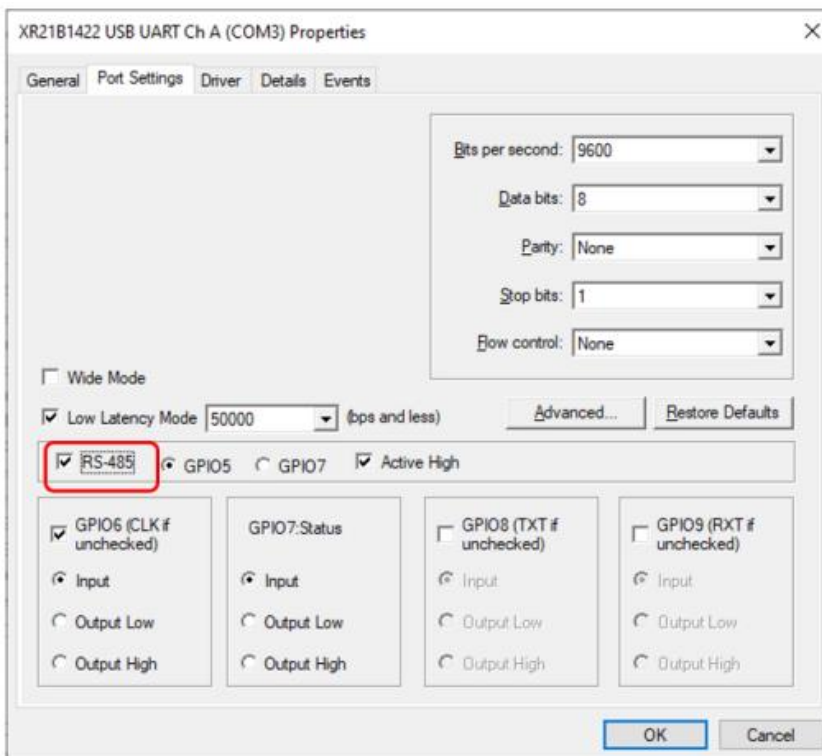 XR21B1422 USB UART Ch A (COM3) Properties
General Port Settings Driver Details Events
Bits per second: 9600
Data bits: 8
Parity: None
Stop bits: 1
Flow control: None
Wide Mode
Low Latency Mode 50000 (bps and less) Advanced... Restore Defaults
RS-485 GPIO5 GPIO7 Active High
GPIO6 (CLK if
unchecked)
Input
Output Low
Output High
GPIO7:Status
Input
Output Low
Output High
GPIO8 (TXT if
unchecked)
Input
Output Low
Output High
GPIO9 (RXT if
unchecked)
Input
Output Low
Output High
OK Cancel